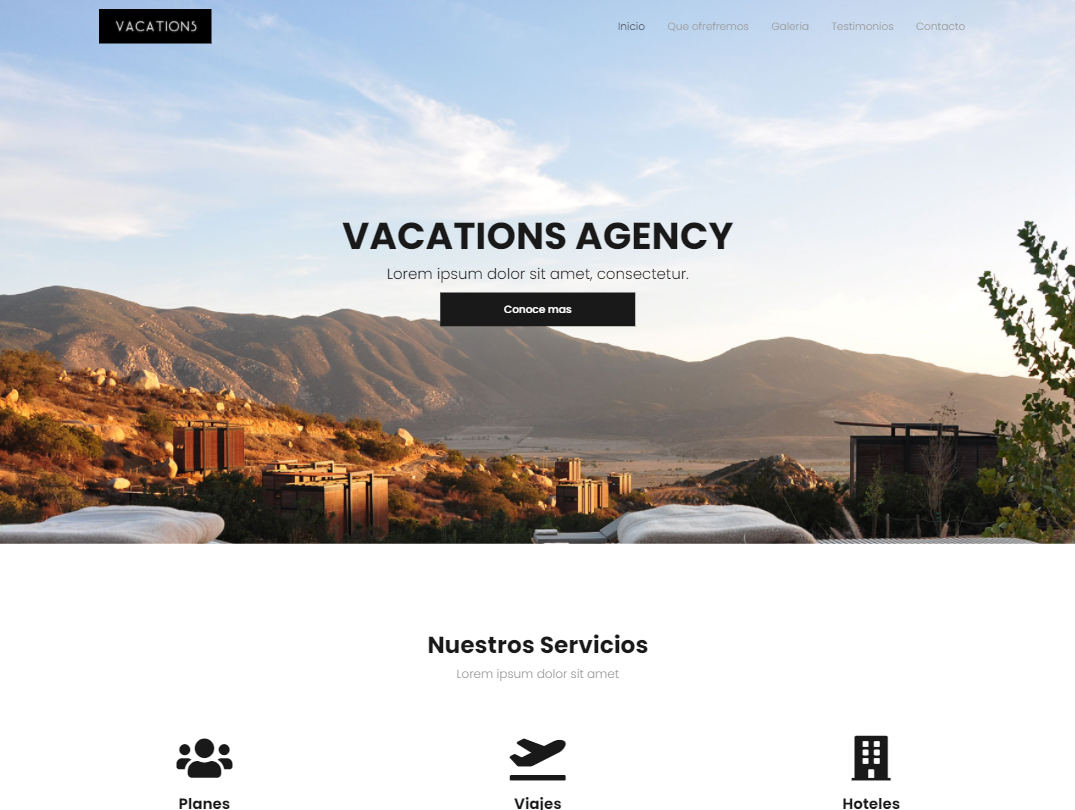 VACATIONS
Inicio Que ofrefremos Galeria Testimonios Contacto
VACATIONS AGENCY
Lorem ipsum dolor sit amet, consectetur.
Conoce mas
Nuestros Servicios
Lorem ipsum dolor sit amet
Planes Viajes Hoteles